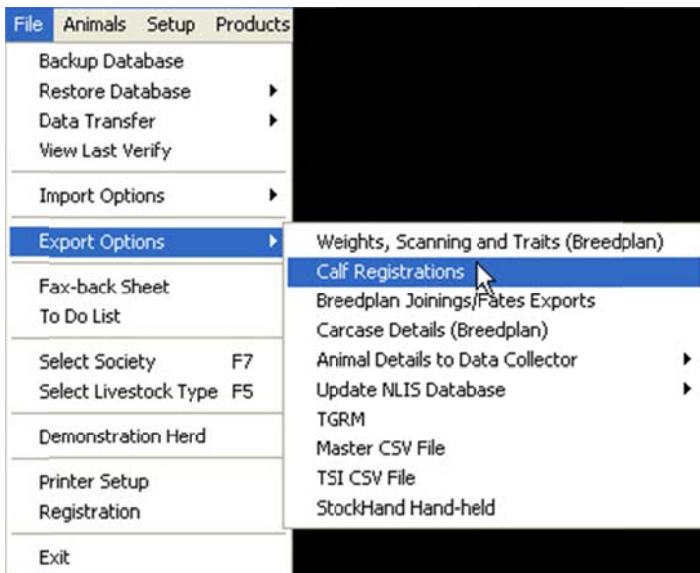 File Animals Setup Products
Backup Database
Restore Database
Data Transfer
View Last Verify
Import Options
Export Options
Fax-back Sheet
To Do List
Select Society F7
Select Livestock Type F5
Demonstration Herd
Printer Setup
Registration
Exit
Weights, Scanning and Traits (Breedplan)
Calf Registrations
Breedplan Joinings/Fates Exports
Carcase Details (Breedplan)
Animal Details to Data Collector
Update NLIS Database
TGRM
Master CSV File
TSI CSV File
StockHand Hand-held